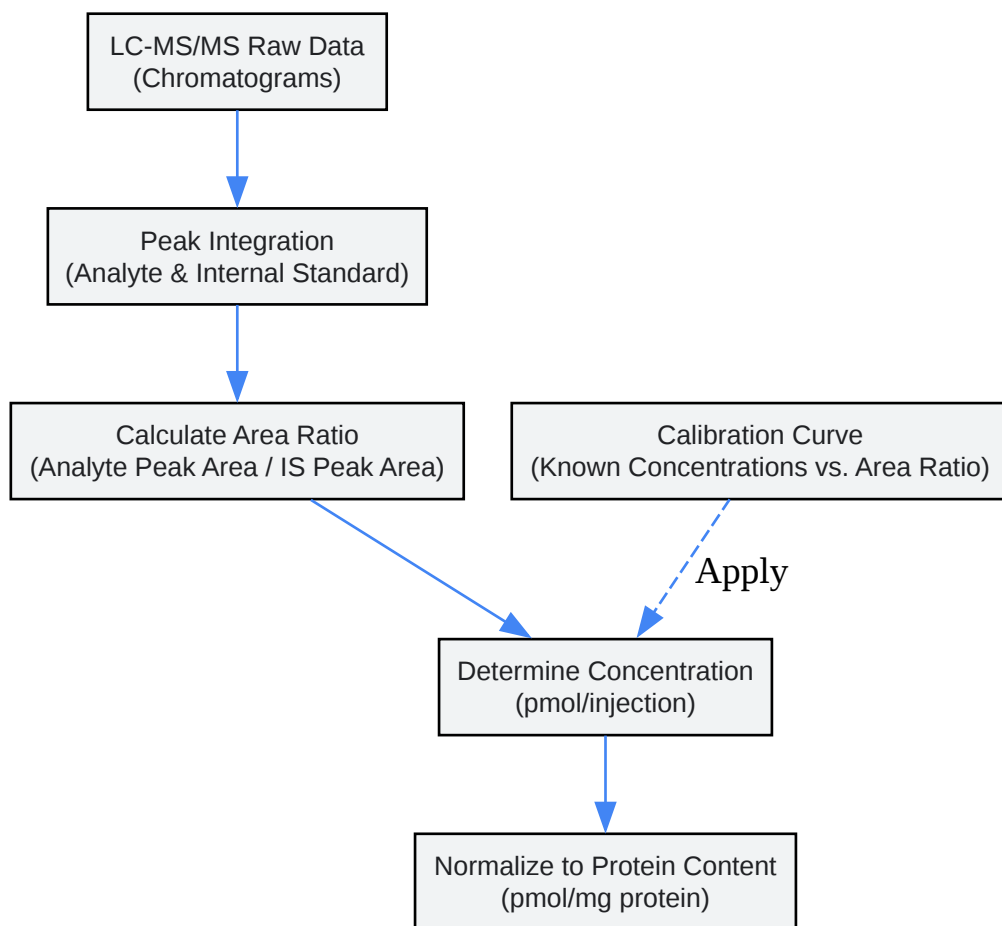 LC-MS/MS Raw Data
(Chromatograms)
Peak Integration
(Analyte & Internal Standard)
Calculate Area Ratio
(Analyte Peak Area / IS Peak Area)
Calibration Curve
(Known Concentrations vs. Area Ratio)
Apply
Determine Concentration
(pmol/injection)
Normalize to Protein Content
(pmol/mg protein)